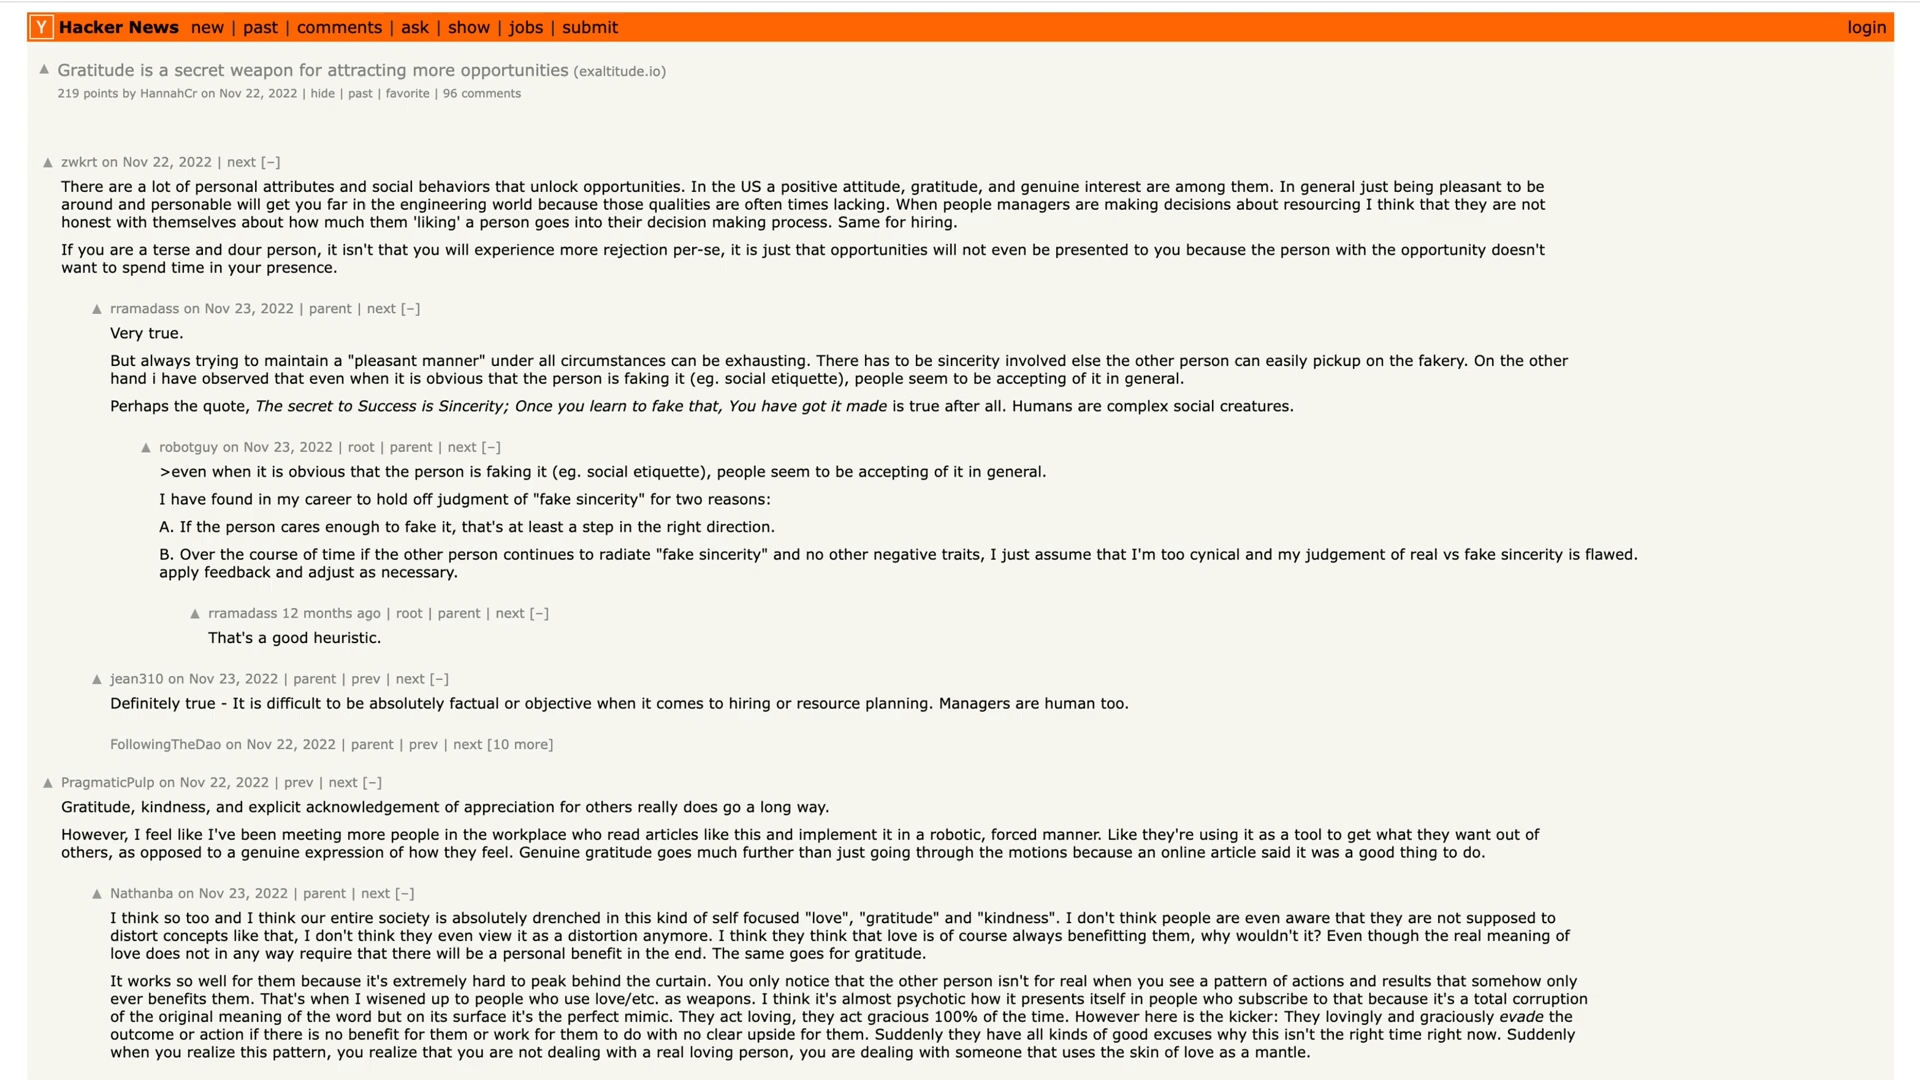 Y Hacker News new | past | comments | ask | show | jobs | submit login
▲ Gratitude is a secret weapon for attracting more opportunities (exaltitude.io)
219 points by HannahCr on Nov 22, 2022 | hide | past | favorite | 96 comments
▲ zwkrt on Nov 22, 2022 | next [–]
There are a lot of personal attributes and social behaviors that unlock opportunities. In the US a positive attitude, gratitude, and genuine interest are among them. In general just being pleasant to be
around and personable will get you far in the engineering world because those qualities are often times lacking. When people managers are making decisions about resourcing I think that they are not
honest with themselves about how much them 'liking' a person goes into their decision making process. Same for hiring.
If you are a terse and dour person, it isn't that you will experience more rejection per-se, it is just that opportunities will not even be presented to you because the person with the opportunity doesn't
want to spend time in your presence.
▲ rramadass on Nov 23, 2022 | parent | next [–]
Very true.
But always trying to maintain a "pleasant manner" under all circumstances can be exhausting. There has to be sincerity involved else the other person can easily pickup on the fakery. On the other
hand i have observed that even when it is obvious that the person is faking it (eg. social etiquette), people seem to be accepting of it in general.
Perhaps the quote, The secret to Success is Sincerity; Once you learn to fake that, You have got it made is true after all. Humans are complex social creatures.
▲ robotguy on Nov 23, 2022 | root | parent | next [–]
>even when it is obvious that the person is faking it (eg. social etiquette), people seem to be accepting of it in general.
I have found in my career to hold off judgment of "fake sincerity" for two reasons:
A. If the person cares enough to fake it, that's at least a step in the right direction.
B. Over the course of time if the other person continues to radiate "fake sincerity" and no other negative traits, I just assume that I'm too cynical and my judgement of real vs fake sincerity is flawed.
apply feedback and adjust as necessary.
▲ rramadass 12 months ago | root | parent | next [–]
That's a good heuristic.
▲ jean310 on Nov 23, 2022 | parent | prev | next [–]
Definitely true - It is difficult to be absolutely factual or objective when it comes to hiring or resource planning. Managers are human too.
FollowingTheDao on Nov 22, 2022 | parent | prev | next [10 more]
▲ PragmaticPulp on Nov 22, 2022 | prev | next [–]
Gratitude, kindness, and explicit acknowledgement of appreciation for others really does go a long way.
However, I feel like I've been meeting more people in the workplace who read articles like this and implement it in a robotic, forced manner. Like they're using it as a tool to get what they want out of
others, as opposed to a genuine expression of how they feel. Genuine gratitude goes much further than just going through the motions because an online article said it was a good thing to do.
▲ Nathanba on Nov 23, 2022 | parent | next [–]
I think so too and I think our entire society is absolutely drenched in this kind of self focused "love", "gratitude" and "kindness". I don't think people are even aware that they are not supposed to
distort concepts like that, I don't think they even view it as a distortion anymore. I think they think that love is of course always benefitting them, why wouldn't it? Even though the real meaning of
love does not in any way require that there will be a personal benefit in the end. The same goes for gratitude.
It works so well for them because it's extremely hard to peak behind the curtain. You only notice that the other person isn't for real when you see a pattern of actions and results that somehow only
ever benefits them. That's when I wisened up to people who use love/etc. as weapons. I think it's almost psychotic how it presents itself in people who subscribe to that because it's a total corruption
of the original meaning of the word but on its surface it's the perfect mimic. They act loving, they act gracious 100% of the time. However here is the kicker: They lovingly and graciously evade the
outcome or action if there is no benefit for them or work for them to do with no clear upside for them. Suddenly they have all kinds of good excuses why this isn't the right time right now. Suddenly
when you realize this pattern, you realize that you are not dealing with a real loving person, you are dealing with someone that uses the skin of love as a mantle.